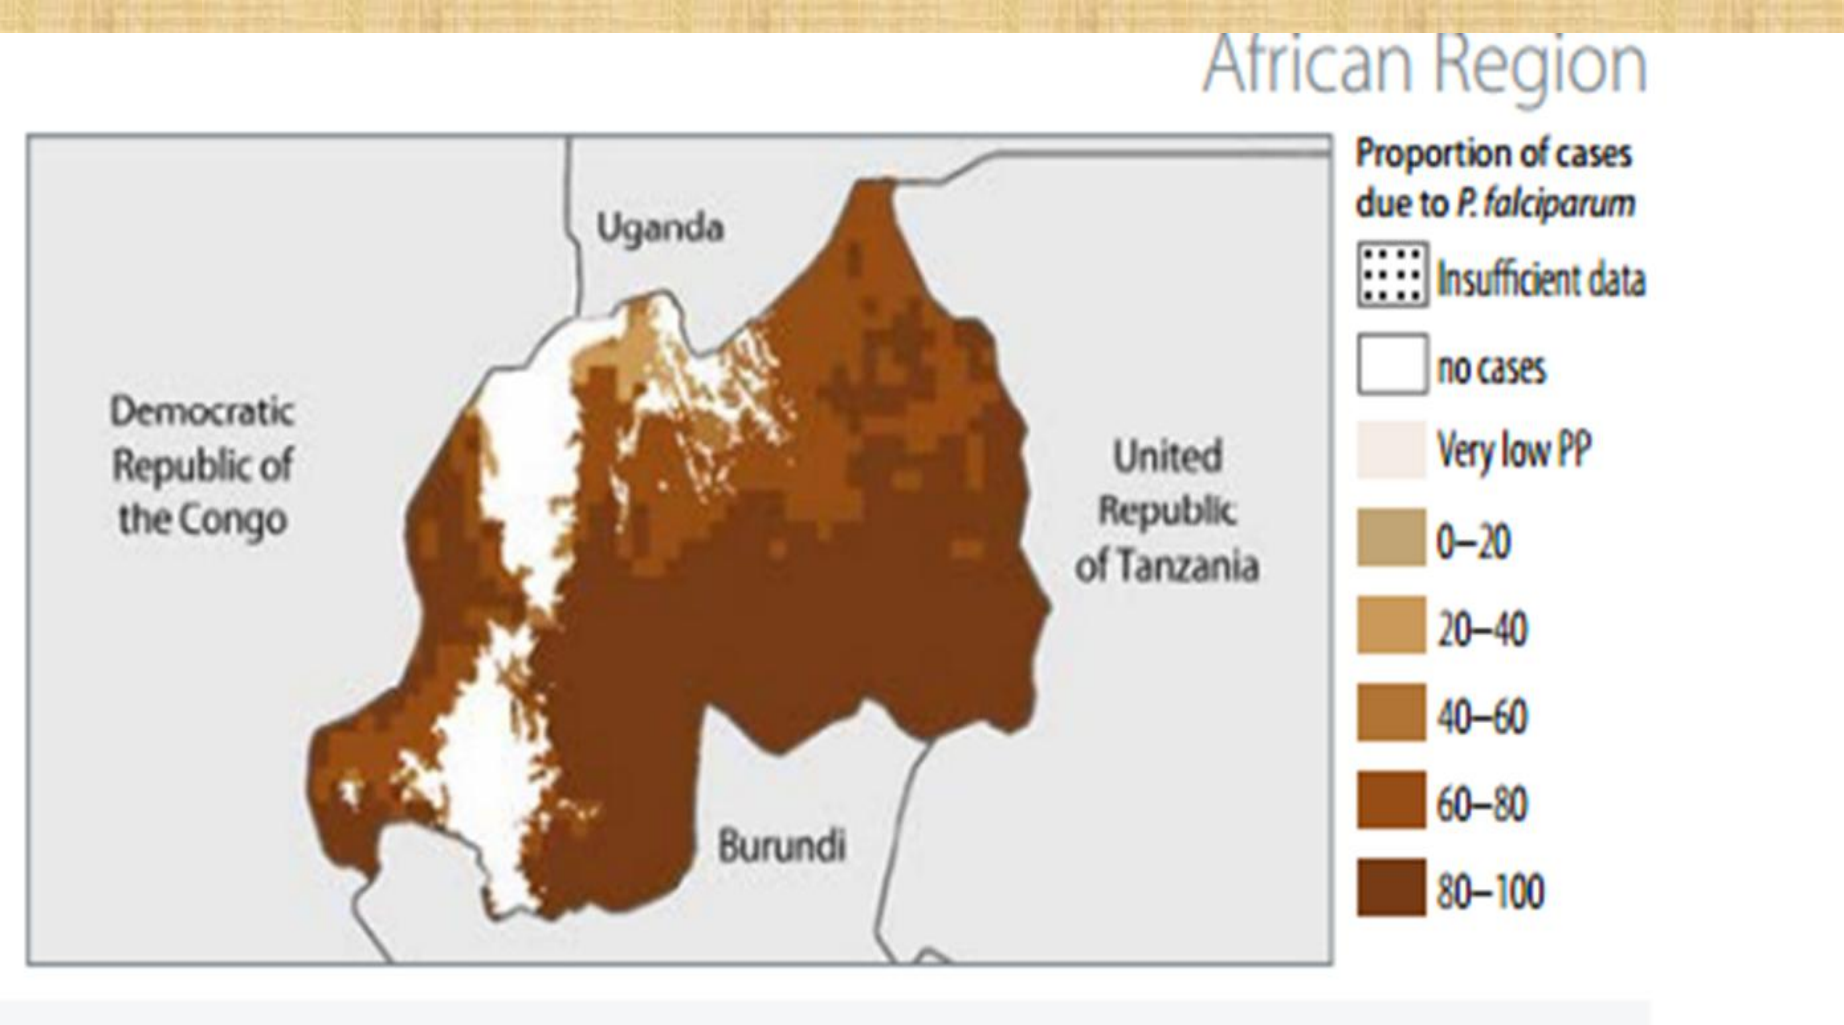 African Region
Uganda
Democratic
Republic of
the Congo
United
Republic
of Tanzania
Burundi
Proportion of cases
due to P. falciparum
Insufficient data
no cases
Very low PP
0–20
20–40
40–60
60–80
80–100